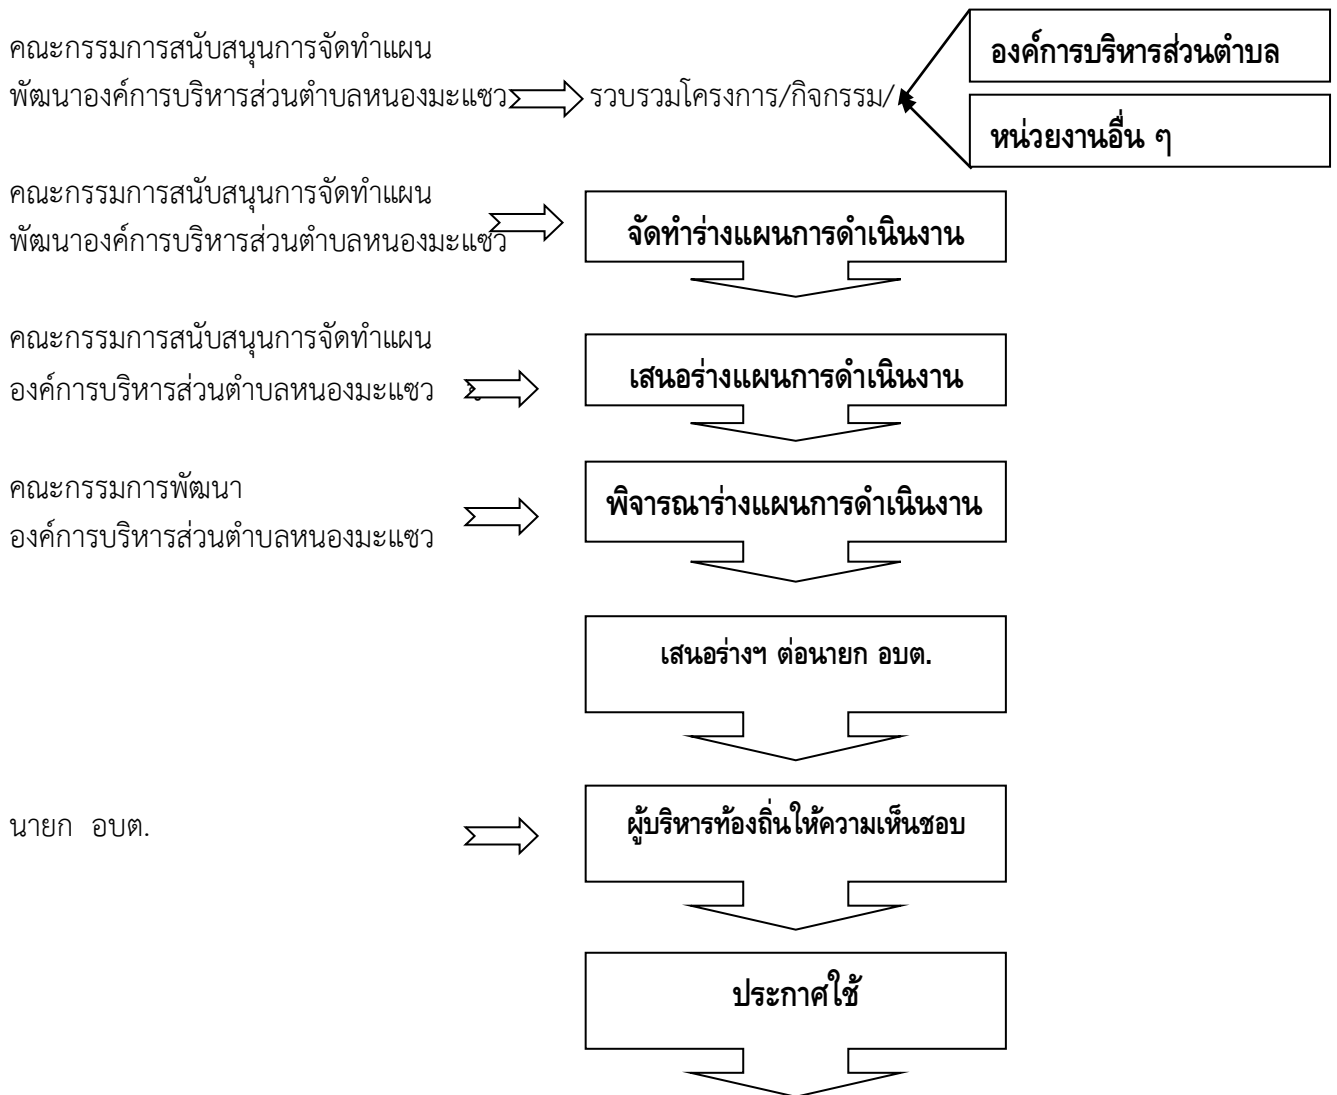 คณะกรรมการสนับสนุนการจัดทำแผน
พัฒนาองค์การบริหารส่วนตำบลหนองมะแซว
รวบรวมโครงการ/กิจกรรม/
องค์การบริหารส่วนตำบล
หน่วยงานอื่น ๆ
คณะกรรมการสนับสนุนการจัดทำแผน
พัฒนาองค์การบริหารส่วนตำบลหนองมะแซว
จัดทำร่างแผนการดำเนินงาน
คณะกรรมการสนับสนุนการจัดทำแผน
องค์การบริหารส่วนตำบลหนองมะแซว
เสนอร่างแผนการดำเนินงาน
คณะกรรมการพัฒนา
องค์การบริหารส่วนตำบลหนองมะแซว
พิจารณาร่างแผนการดำเนินงาน
เสนอร่างฯ ต่อนายก อบต.
นายก อบต.
ผู้บริหารท้องถิ่นให้ความเห็นชอบ
ประกาศใช้